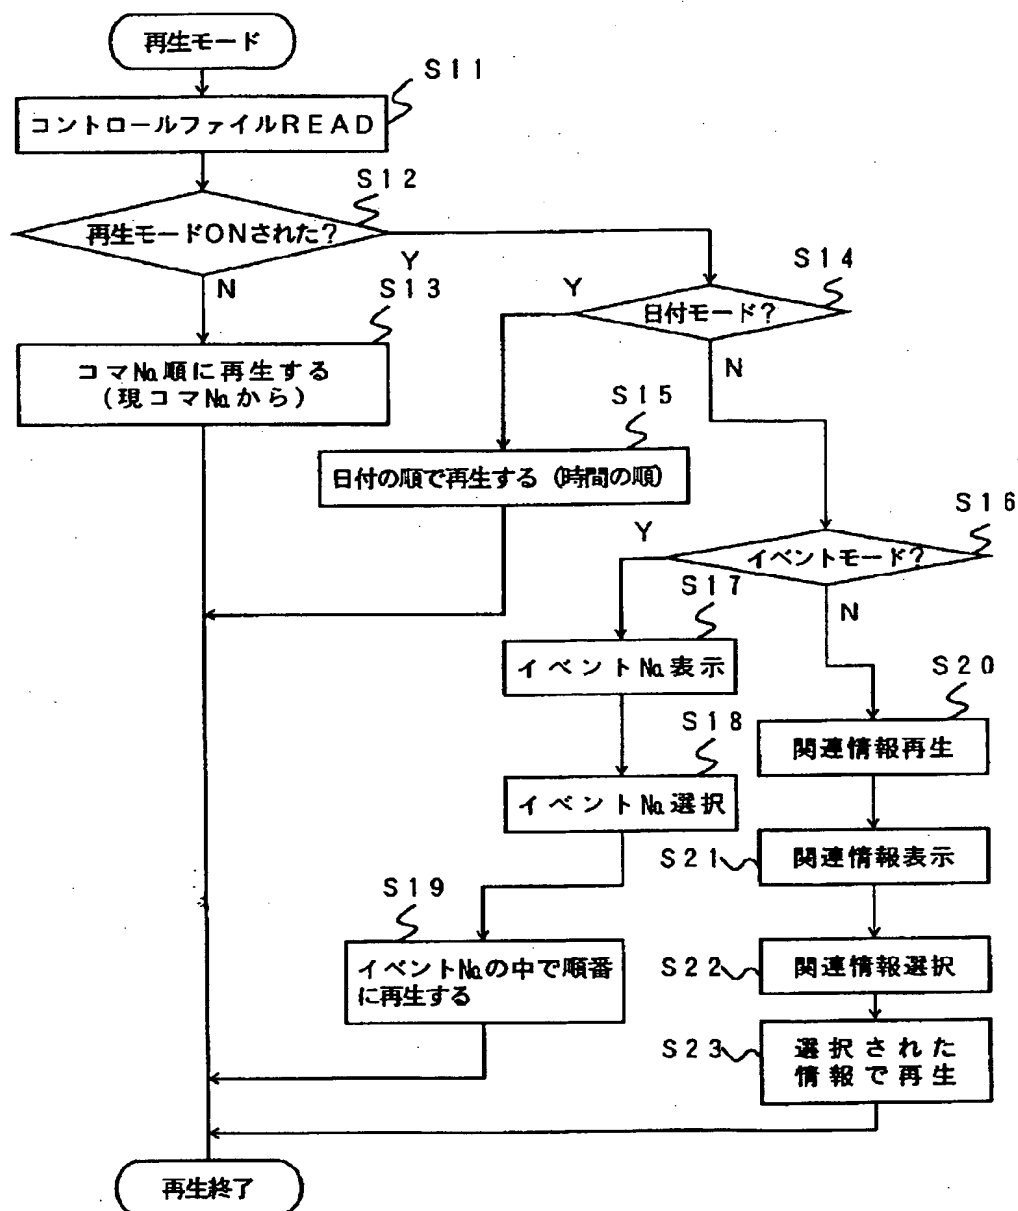 再生モード
S11
コントロールファイルREAD
S12
再生モードONされた?
Y
N
S13
コマ№順に再生する
(現コマ№から)
S14
日付モード?
Y
N
S15
日付の順で再生する (時間の順)
S16
イベントモード?
Y
N
S17
イベント№表示
S18
イベント№選択
S19
イベント№の中で順番
に再生する
S20
関連情報再生
S21
関連情報表示
S22
関連情報選択
S23
選択された
情報で再生
再生終了